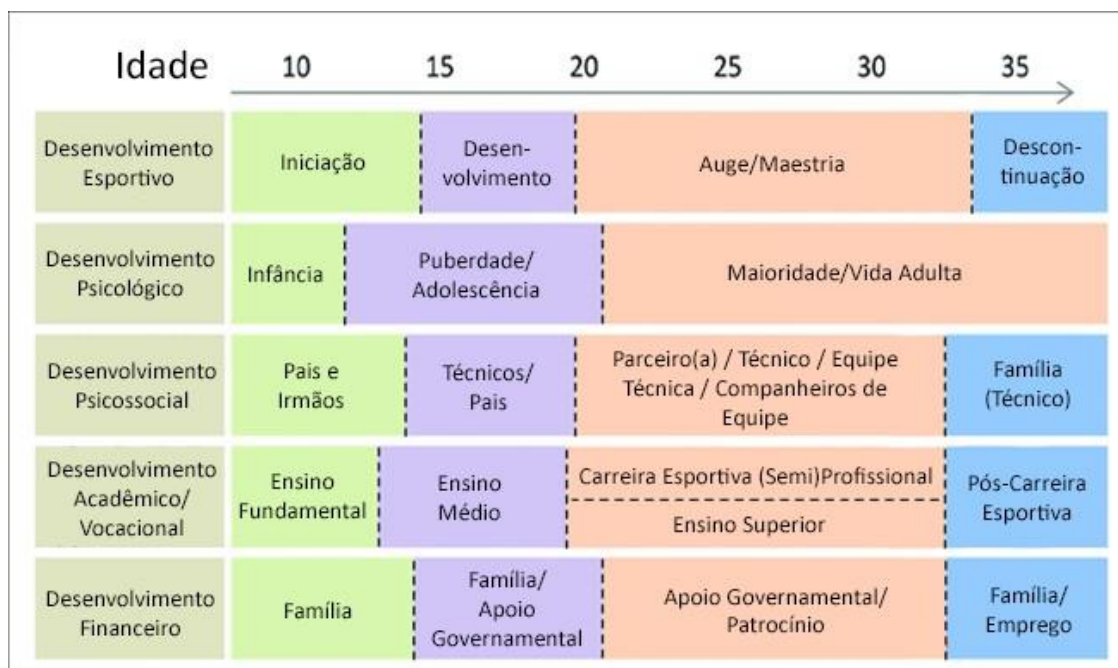 Idade 10 15 20 25 30 35
Desenvolvimento
Esportivo
Iniciação
Desen-
volvimento
Auge/Maestria
Descon-
tinuação
Desenvolvimento
Psicológico
Infância
Puberdade/
Adolescência
Maioridade/Vida Adulta
Desenvolvimento
Psicossocial
Pais e
Irmãos
Técnicos/
Pais
Parceiro(a) / Técnico / Equipe
Técnica / Companheiros de
Equipe
Família
(Técnico)
Desenvolvimento
Acadêmico/
Vocacional
Ensino
Fundamental
Ensino
Médio
Carreira Esportiva (Semi)Profissional
Ensino Superior
Pós-Carreira
Esportiva
Desenvolvimento
Financeiro
Família
Família/
Apoio
Governamental
Apoio Governamental/
Patrocínio
Família/
Emprego